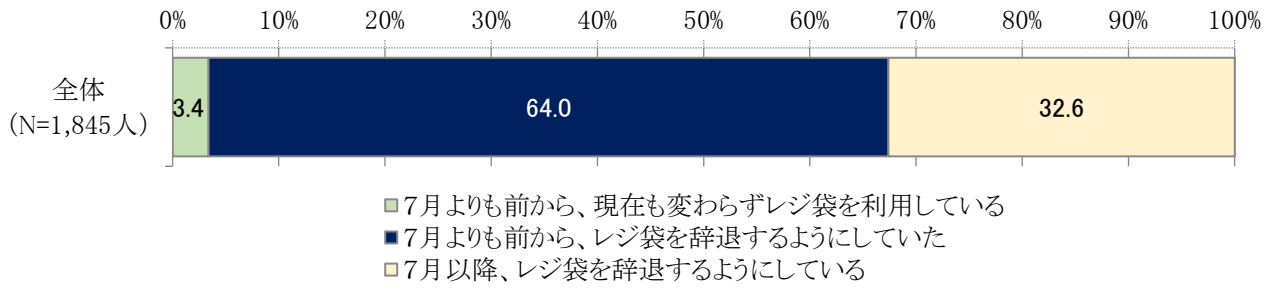 0% 10% 20% 30% 40% 50% 60% 70% 80% 90% 100%
全体
(N=1,845人)
3.4 64.0 32.6
７月よりも前から、現在も変わらずレジ袋を利用している
７月よりも前から、レジ袋を辞退するようにしていた
７月以降、レジ袋を辞退するようにしている